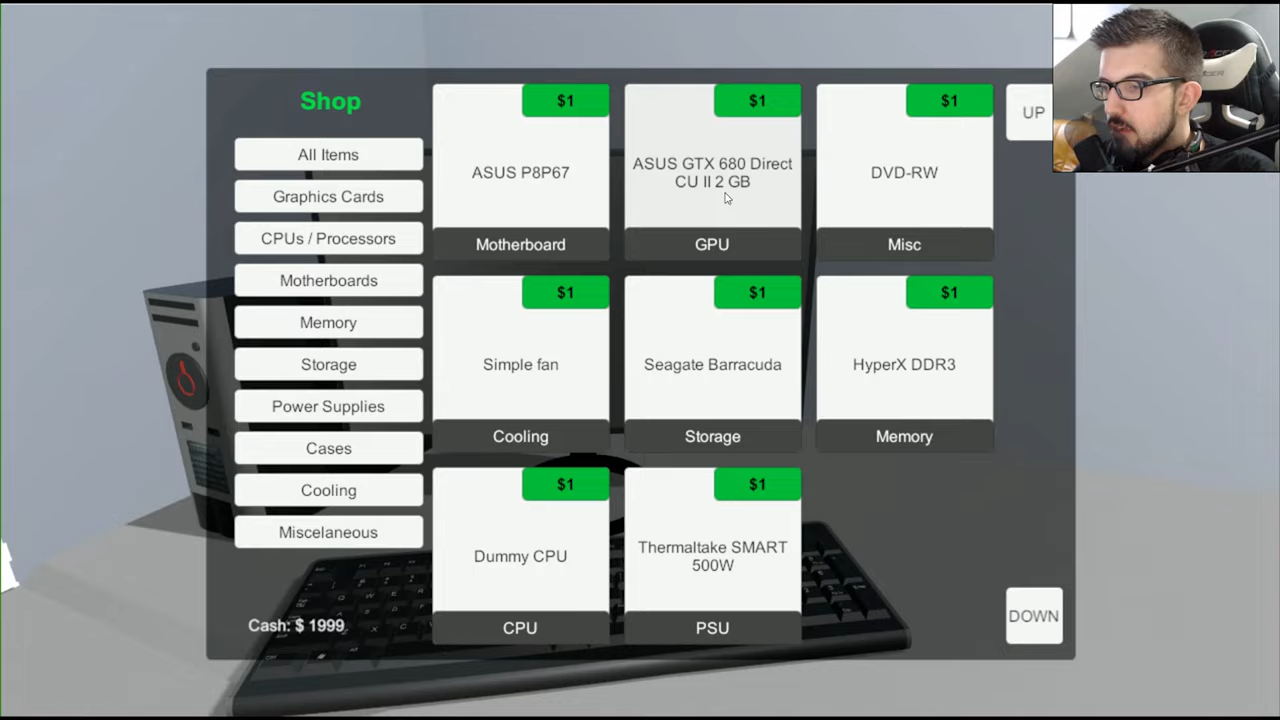 Shop
All Items
Graphics Cards
CPUs / Processors
Motherboards
Memory
Storage
Power Supplies
Cases
Cooling
Miscelaneous
Cash: $ 1999
$1
ASUS P8P67
Motherboard
$1
ASUS GTX 680 Direct
CU II 2 GB
GPU
$1
DVD-RW
Misc
$1
Simple fan
Cooling
$1
Seagate Barracuda
Storage
$1
HyperX DDR3
Memory
$1
Dummy CPU
CPU
$1
Thermaltake SMART
500W
PSU
UP
DOWN